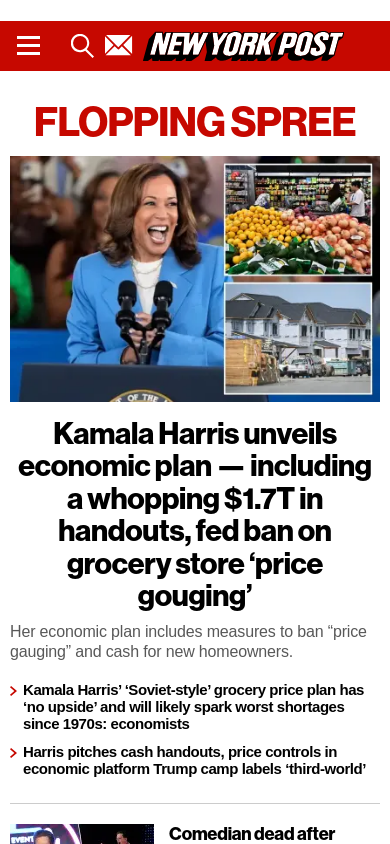 NEW YORK POST
FLOPPING SPREE
Kamala Harris unveils
economic plan — including
a whopping $1.7T in
handouts, fed ban on
grocery store ‘price
gouging’
Her economic plan includes measures to ban “price
gauging” and cash for new homeowners.
Kamala Harris’ ‘Soviet-style’ grocery price plan has
‘no upside’ and will likely spark worst shortages
since 1970s: economists
Harris pitches cash handouts, price controls in
economic platform Trump camp labels ‘third-world’
EVENT
Comedian dead after